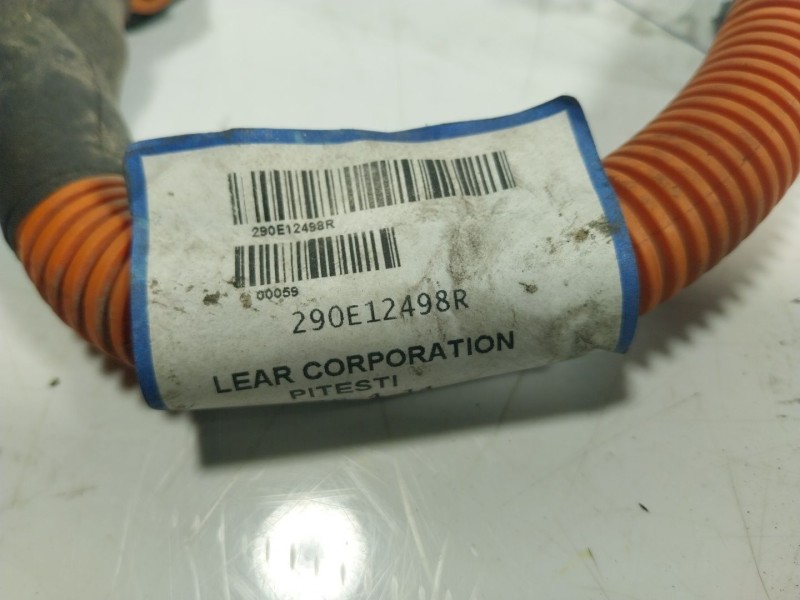 290E12498R
00059
290E12498R
LEAR CORPORATION
PITESTI